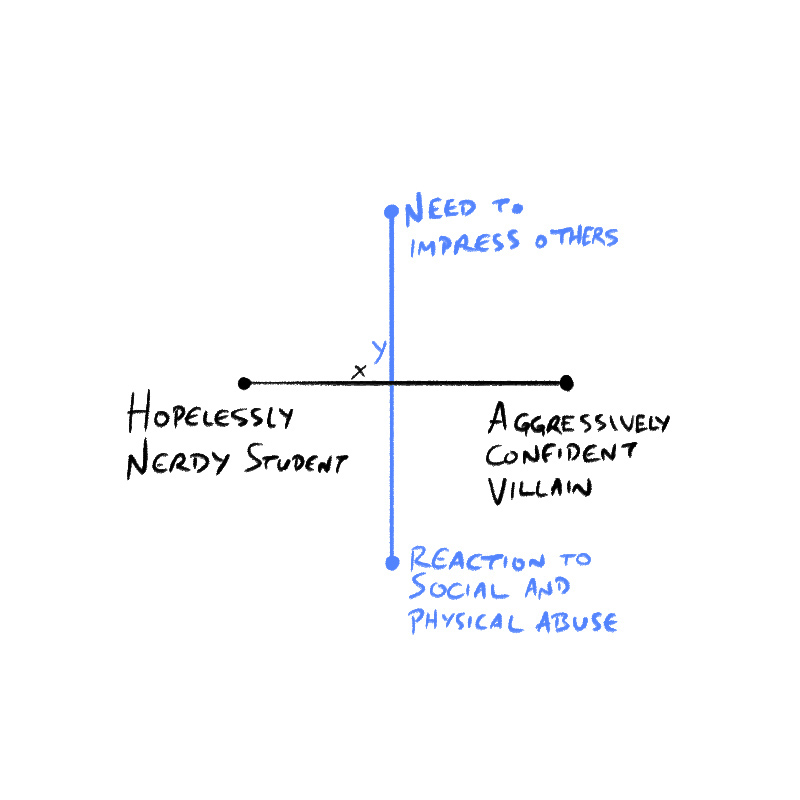 NEED TO
IMPRESS OTHERS
Y
X
HOPELESSLY
NERDY STUDENT
AGGRESSIVELY
CONFIDENT
VILLAIN
REACTION TO
SOCIAL AND
PHYSICAL ABUSE